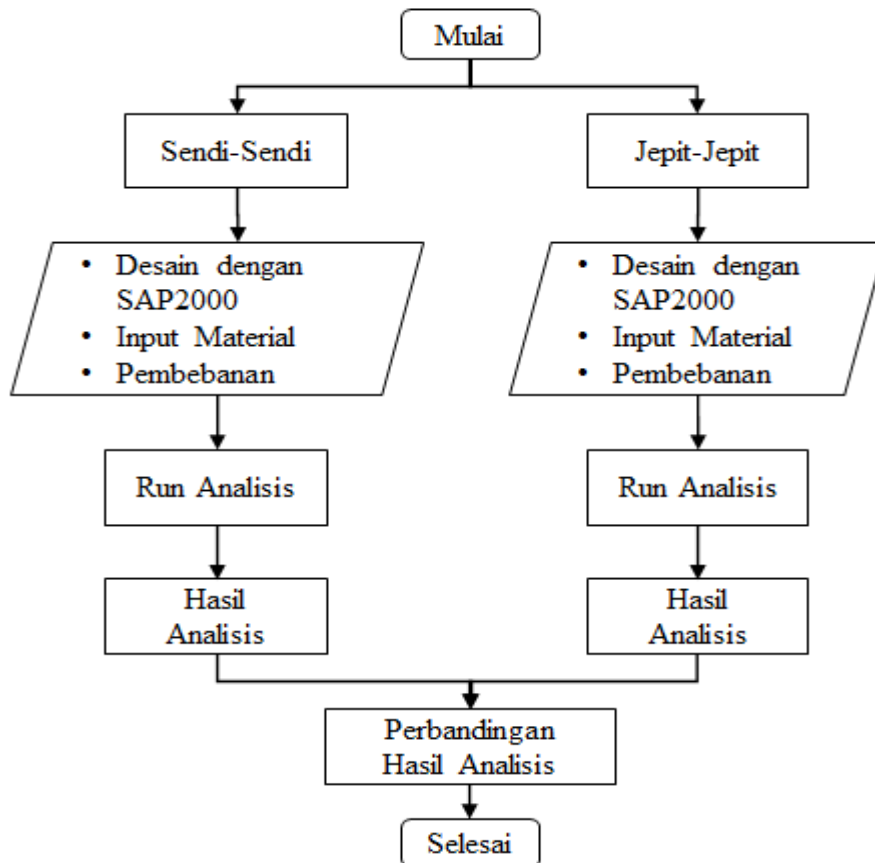 Mulai
Sendi-Sendi
Jepit-Jepit
• Desain dengan
SAP2000
• Input Material
• Pembebanan
• Desain dengan
SAP2000
• Input Material
• Pembebanan
Run Analisis
Run Analisis
Hasil
Analisis
Hasil
Analisis
Perbandingan
Hasil Analisis
Selesai